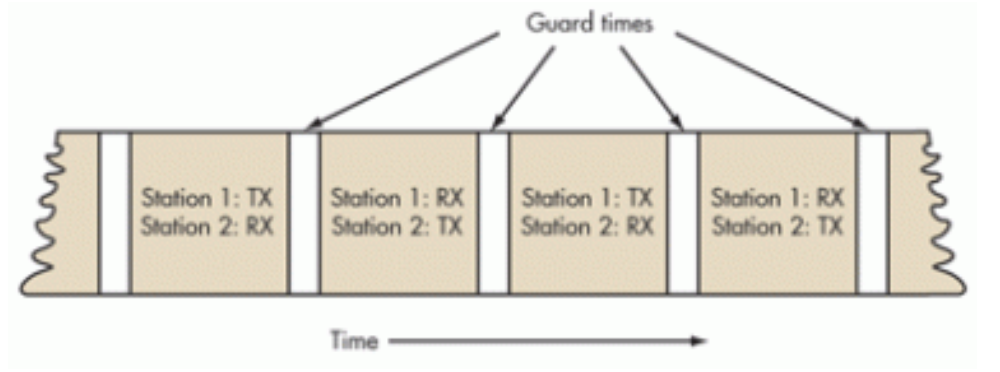 Guard times
Station 1: TX
Station 2: RX
Station 1: RX
Station 2: TX
Station 1: TX
Station 2: RX
Station 1: RX
Station 2: TX
Time